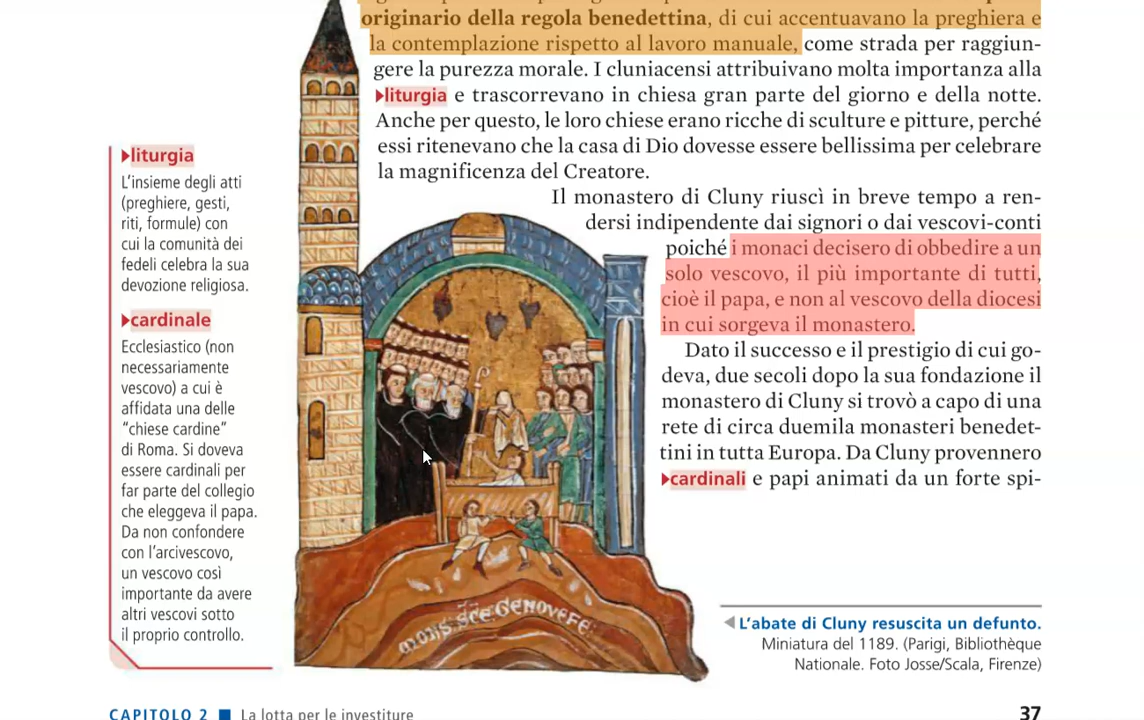 originario della regola benedettina, di cui accentuavano la preghiera e
la contemplazione rispetto al lavoro manuale, come strada per raggiun-
gere la purezza morale. I cluniacensi attribuivano molta importanza alla
▶liturgia e trascorrevano in chiesa gran parte del giorno e della notte.
Anche per questo, le loro chiese erano ricche di sculture e pitture, perché
essi ritenevano che la casa di Dio dovesse essere bellissima per celebrare
la magnificenza del Creatore.
Il monastero di Cluny riuscì in breve tempo a ren-
dersi indipendente dai signori o dai vescovi-conti
poiché i monaci decisero di obbedire a un
solo vescovo, il più importante di tutti,
cioè il papa, e non al vescovo della diocesi
in cui sorgeva il monastero.
Dato il successo e il prestigio di cui go-
deva, due secoli dopo la sua fondazione il
monastero di Cluny si trovò a capo di una
rete di circa duemila monasteri benedet-
tini in tutta Europa. Da Cluny provennero
▶cardinali e papi animati da un forte spi-
▶liturgia
L'insieme degli atti
(preghiere, gesti,
riti, formule) con
cui la comunità dei
fedeli celebra la sua
devozione religiosa.
▶cardinale
Ecclesiastico (non
necessariamente
vescovo) a cui è
affidata una delle
"chiese cardine"
di Roma. Si doveva
essere cardinali per
far parte del collegio
che eleggeva il papa.
Da non confondere
con l'arcivescovo,
un vescovo così
importante da avere
altri vescovi sotto
il proprio controllo.
mons sce Genovefe
◀ L'abate di Cluny resuscita un defunto.
Miniatura del 1189. (Parigi, Bibliothèque
Nationale. Foto Josse/Scala, Firenze)
CAPITOLO 2 ■ La lotta per le investiture
37